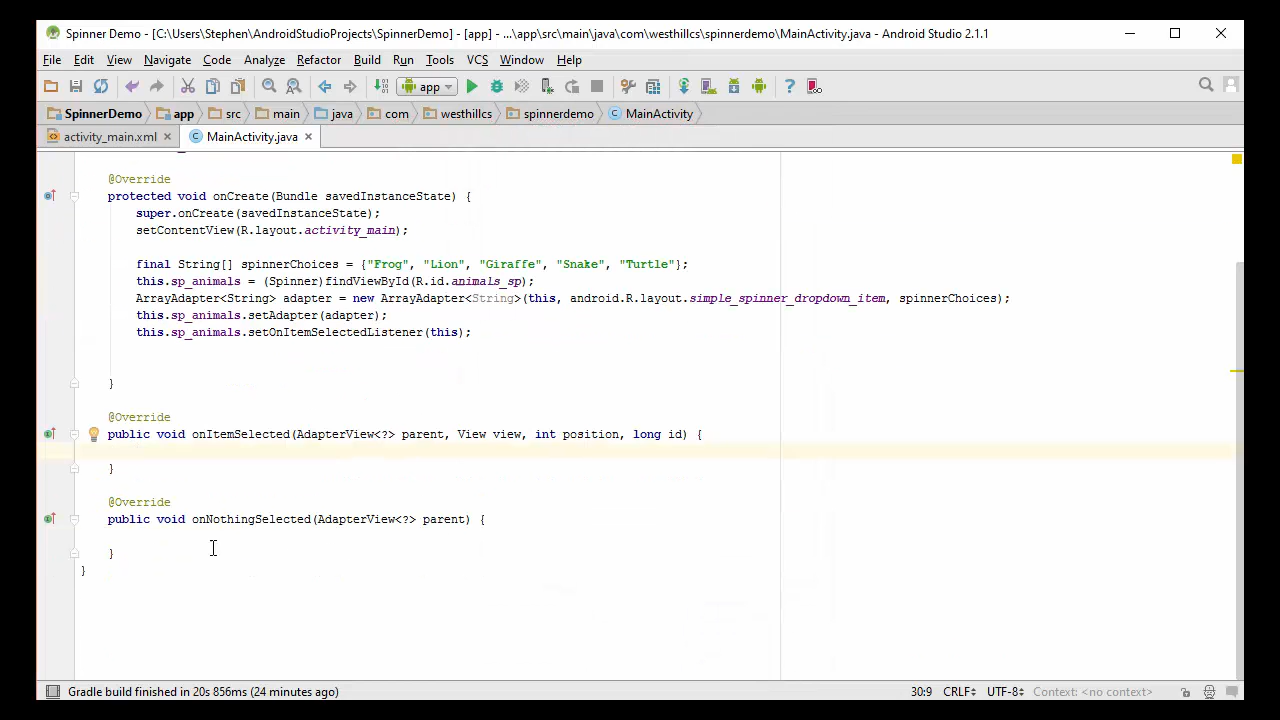 Spinner Demo - [C:\Users\Stephen\AndroidStudioProjects\SpinnerDemo] - [app] - ...\app\src\main\java\com\westhillcs\spinnerdemo\MainActivity.java - Android Studio 2.1.1
File Edit View Navigate Code Analyze Refactor Build Run Tools VCS Window Help
app
SpinnerDemo app src main java com westhillcs spinnerdemo MainActivity
activity_main.xml MainActivity.java
@Override
protected void onCreate(Bundle savedInstanceState) {
super.onCreate(savedInstanceState);
setContentView(R.layout.activity_main);
final String[] spinnerChoices = {"Frog", "Lion", "Giraffe", "Snake", "Turtle"};
this.sp_animals = (Spinner)findViewById(R.id.animals_sp);
ArrayAdapter<String> adapter = new ArrayAdapter<String>(this, android.R.layout.simple_spinner_dropdown_item, spinnerChoices);
this.sp_animals.setAdapter(adapter);
this.sp_animals.setOnItemSelectedListener(this);
}
@Override
public void onItemSelected(AdapterView<?> parent, View view, int position, long id) {
}
@Override
public void onNothingSelected(AdapterView<?> parent) {
}
}
Gradle build finished in 20s 856ms (24 minutes ago) 30:9 CRLF UTF-8 Context: <no context>